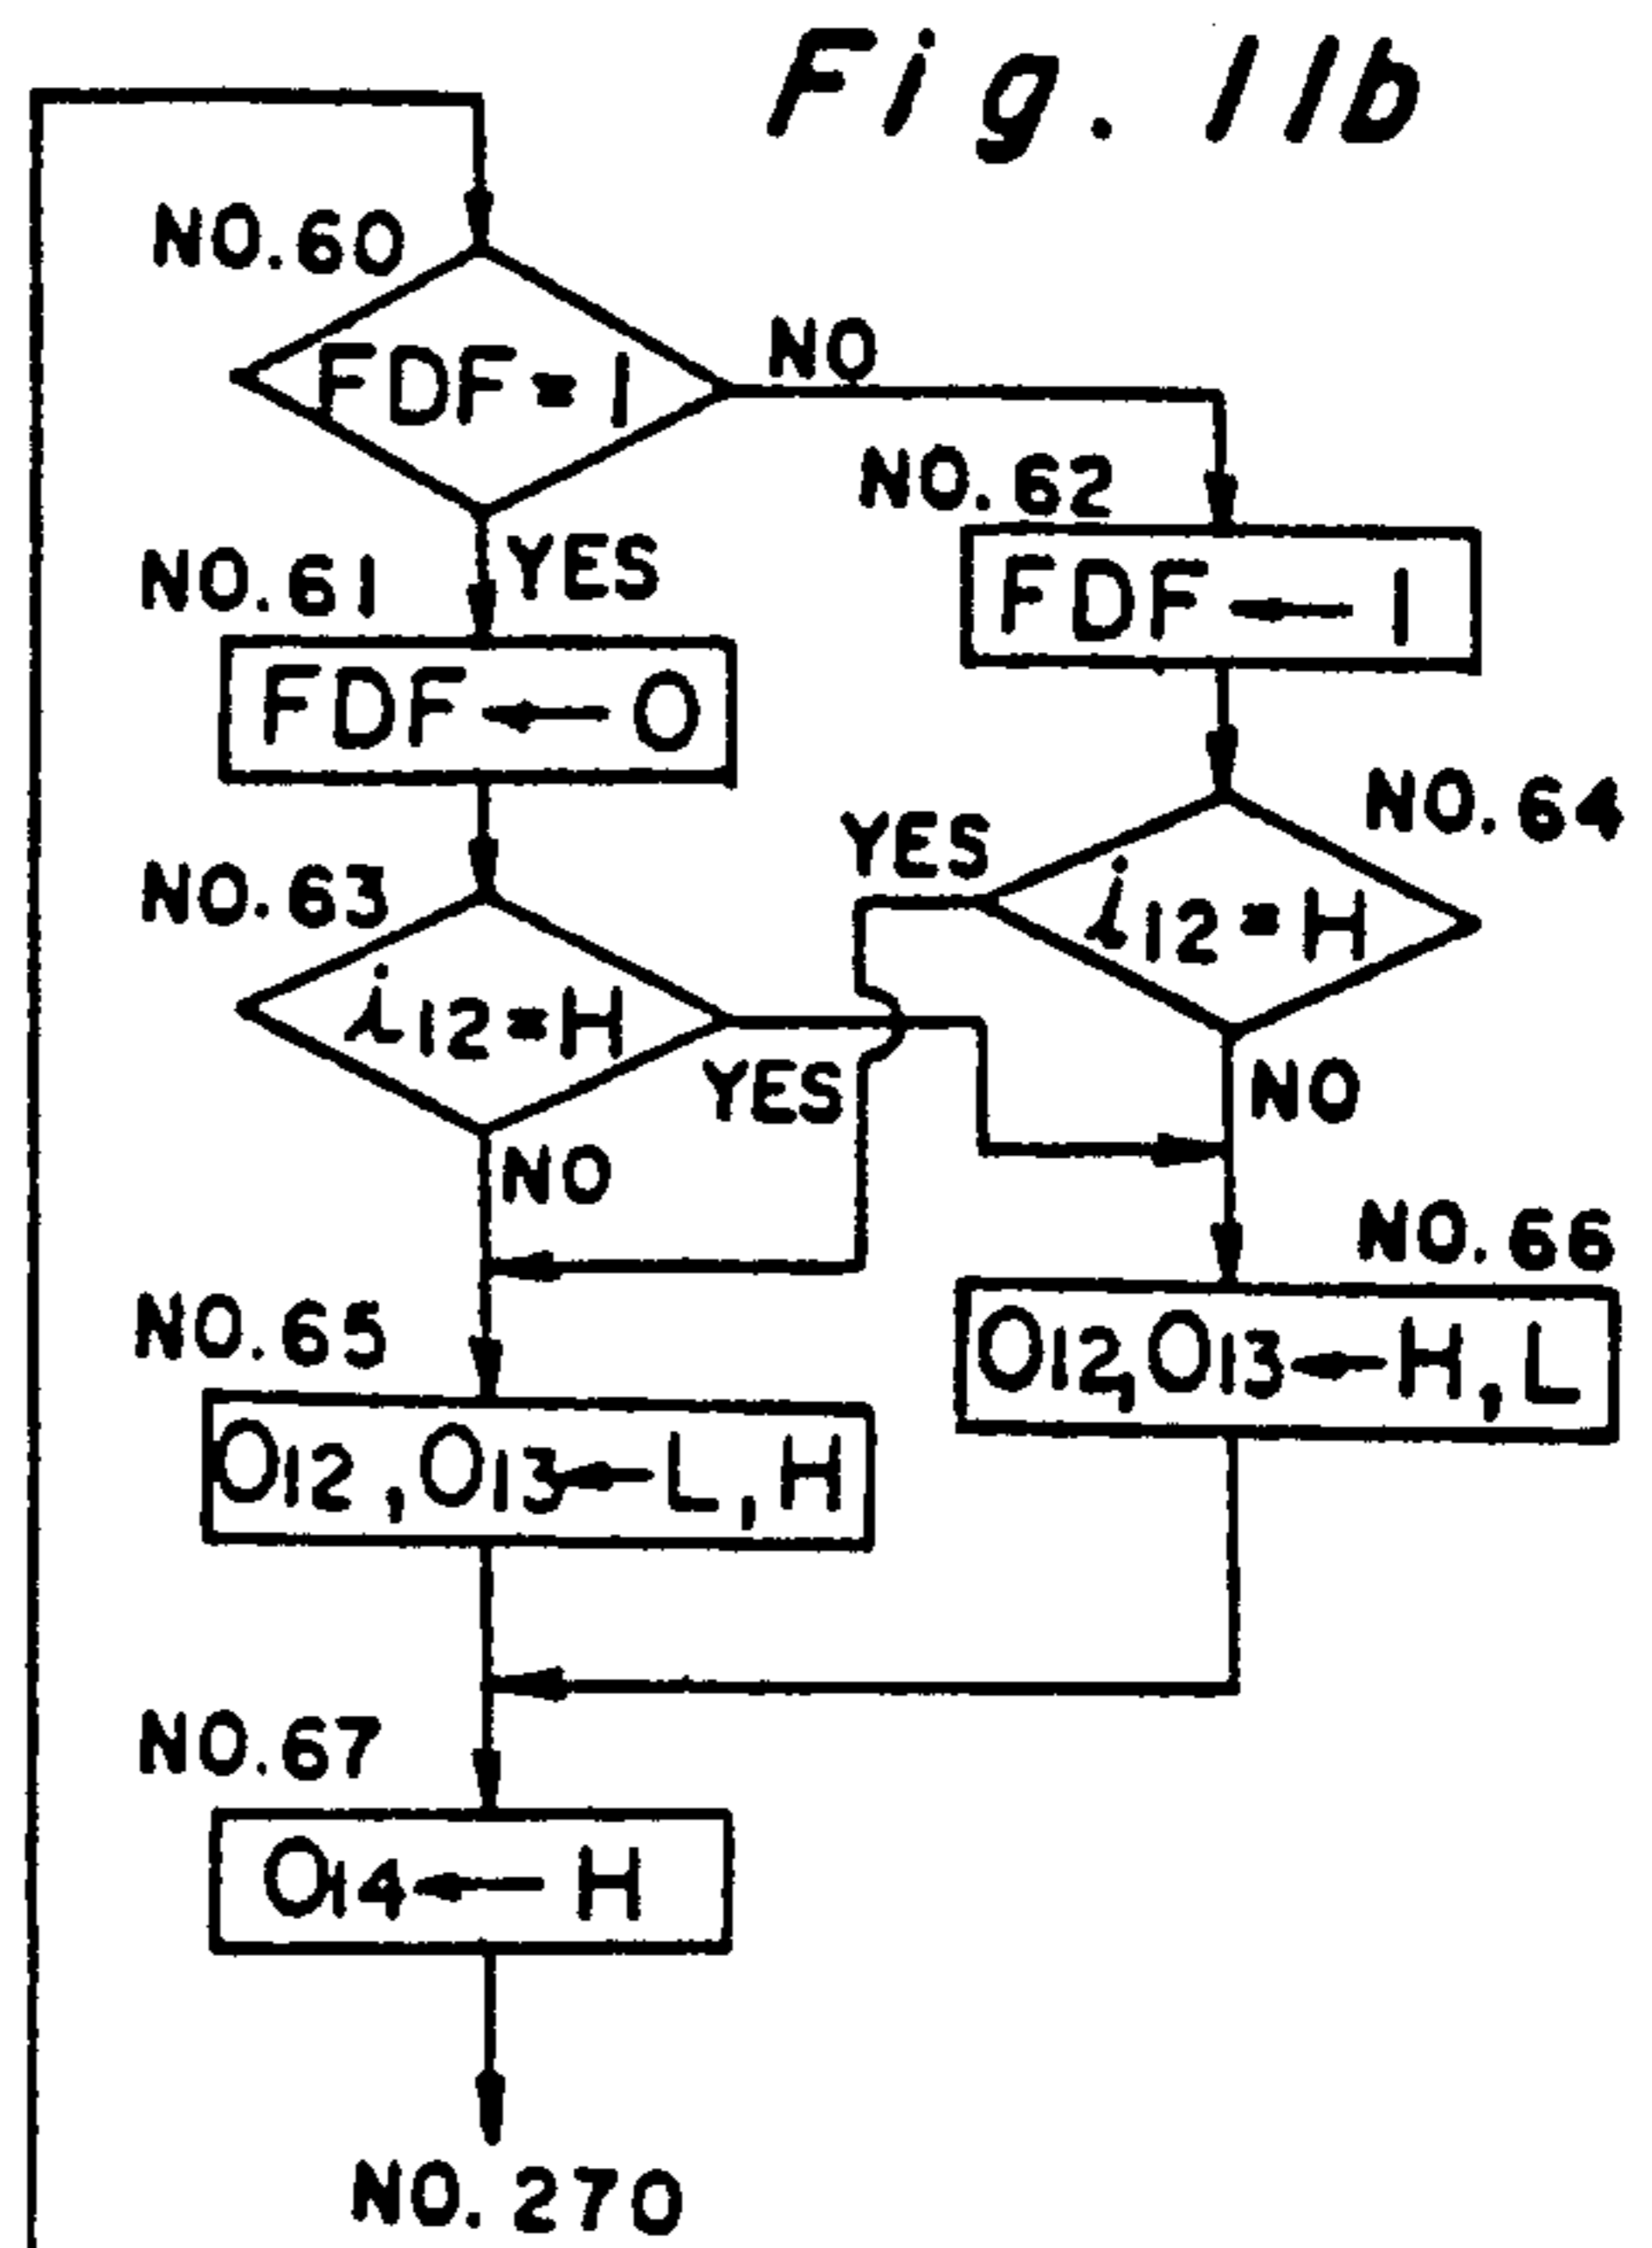 Fig. 11b
NO.60
FDF=1
NO
YES
NO.62
FDF←1
NO.61
FDF←0
NO.64
i12=H
YES
NO
NO.63
i12=H
YES
NO
NO.66
O12,O13←H,L
NO.65
O12,O13←L,H
NO.67
O14←H
NO.270